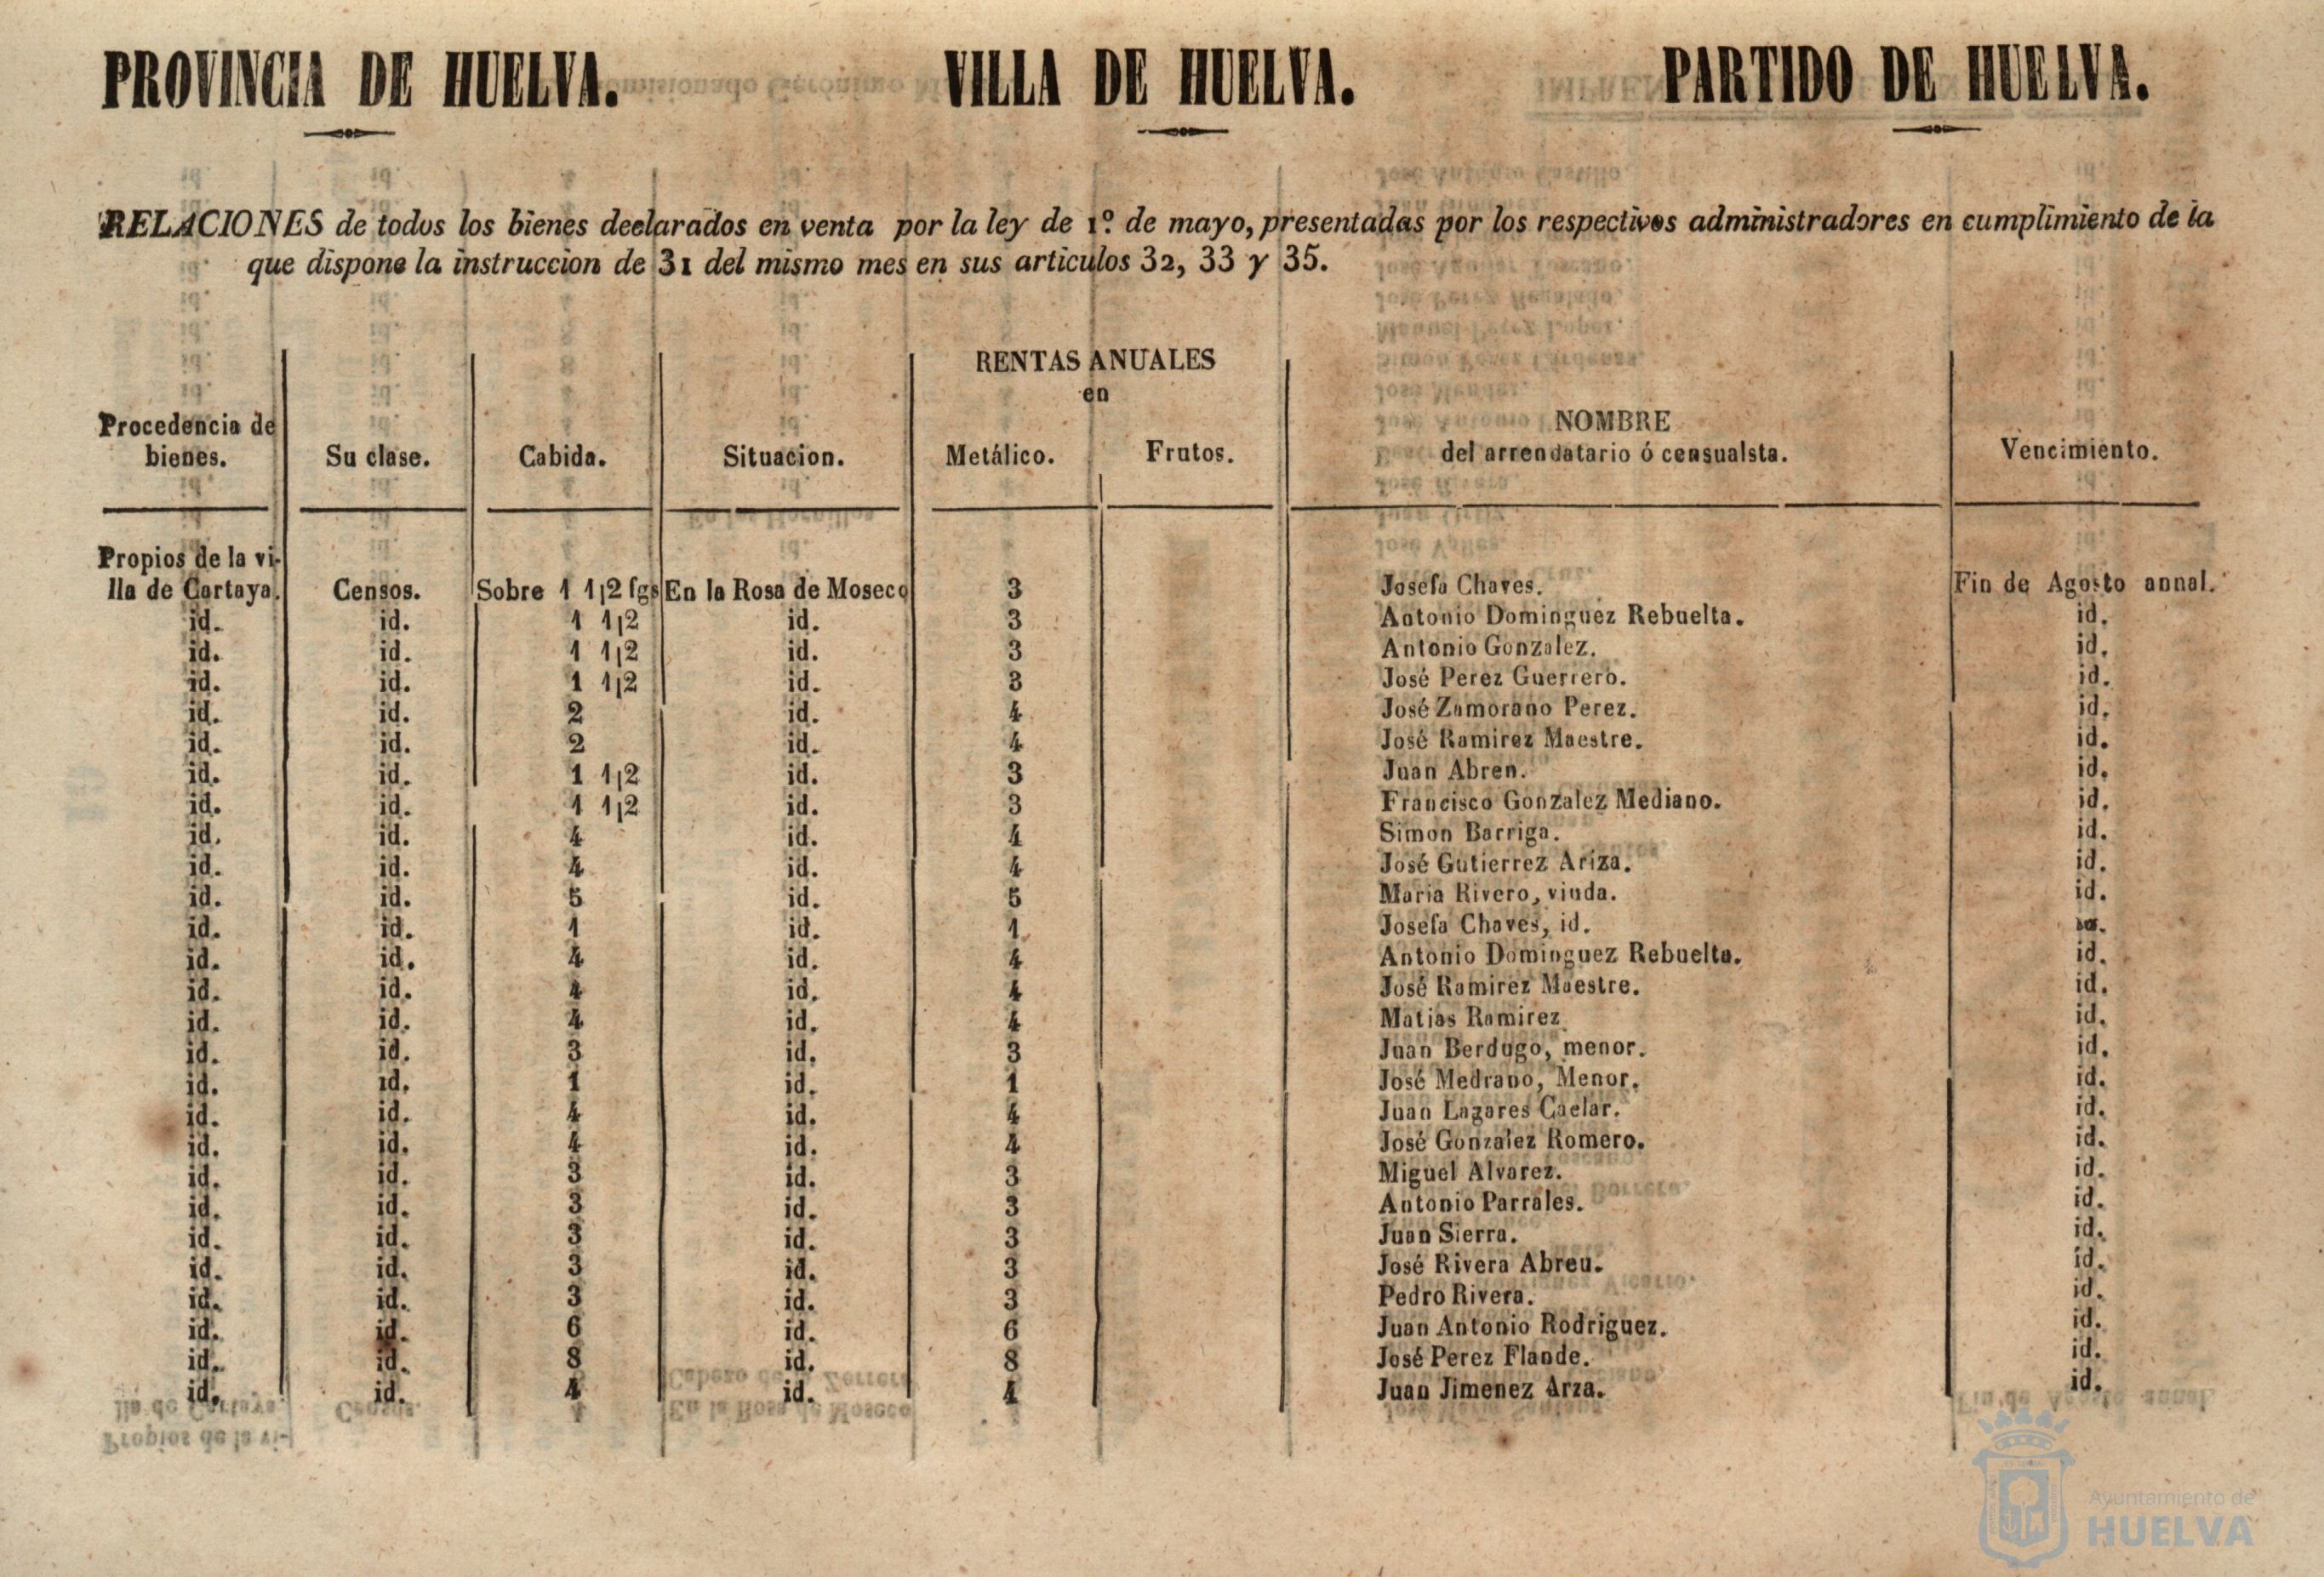 PROVINCIA DE HUELVA. VILLA DE HUELVA. PARTIDO DE HUELVA.
RELACIONES de todos los bienes declarados en venta por la ley de 1º. de mayo, presentadas por los respectivos administradores en cumplimiento de la
que dispone la instruccion de 31 del mismo mes en sus articulos 32, 33 y 35.
RENTAS ANUALES
en
Procedencia de bienes. Su clase. Cabida. Situacion. Metálico. Frutos. NOMBRE del arrendatario ó censualsta. Vencimiento.
Propios de la vi-
lla de Cartaya. Censos. Sobre 1 1|2 fgs En la Rosa de Moseco 3 Josefa Chaves. Fin de Agosto annal.
id. id. 1 1|2 id. 3 Antonio Dominguez Rebuelta. id.
id. id. 1 1|2 id. 3 Antonio Gonzalez. id.
id. id. 1 1|2 id. 3 José Perez Guerrero. id.
id. id. 2 id. 4 José Zamorano Perez. id.
id. id. 2 id. 4 José Ramirez Maestre. id.
id. id. 1 1|2 id. 3 Juan Abren. id.
id. id. 1 1|2 id. 3 Francisco Gonzalez Mediano. id.
id. id. 4 id. 4 Simon Barriga. id.
id. id. 4 id. 4 José Gutierrez Ariza. id.
id. id. 5 id. 5 Maria Rivero, viuda. id.
id. id. 1 id. 1 Josefa Chaves, id.
id. id. 4 id. 4 Antonio Dominguez Rebuelta. id.
id. id. 4 id. 4 José Ramirez Maestre. id.
id. id. 4 id. 4 Matias Ramirez id.
id. id. 3 id. 3 Juan Berdugo, menor. id.
id. id. 1 id. 1 José Medrano, Menor. id.
id. id. 4 id. 4 Juan Lagares Caelar. id.
id. id. 4 id. 4 José Gonzalez Romero. id.
id. id. 3 id. 3 Miguel Alvarez. id.
id. id. 3 id. 3 Antonio Parrales. id.
id. id. 3 id. 3 Juan Sierra. id.
id. id. 3 id. 3 José Rivera Abreu. id.
id. id. 3 id. 3 Pedro Rivera. id.
id. id. 6 id. 6 Juan Antonio Rodriguez. id.
id. id. 8 id. 8 José Perez Flande. id.
id. id. 4 id. 4 Juan Jimenez Arza. id.
Ayuntamiento de
HUELVA